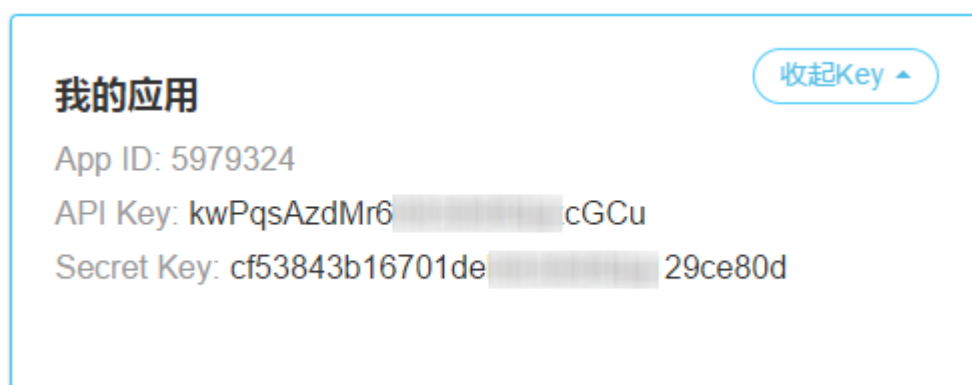 我的应用
收起Key
App ID: 5979324
API Key: kwPqsAzdMr6 cGCu
Secret Key: cf53843b16701de 29ce80d